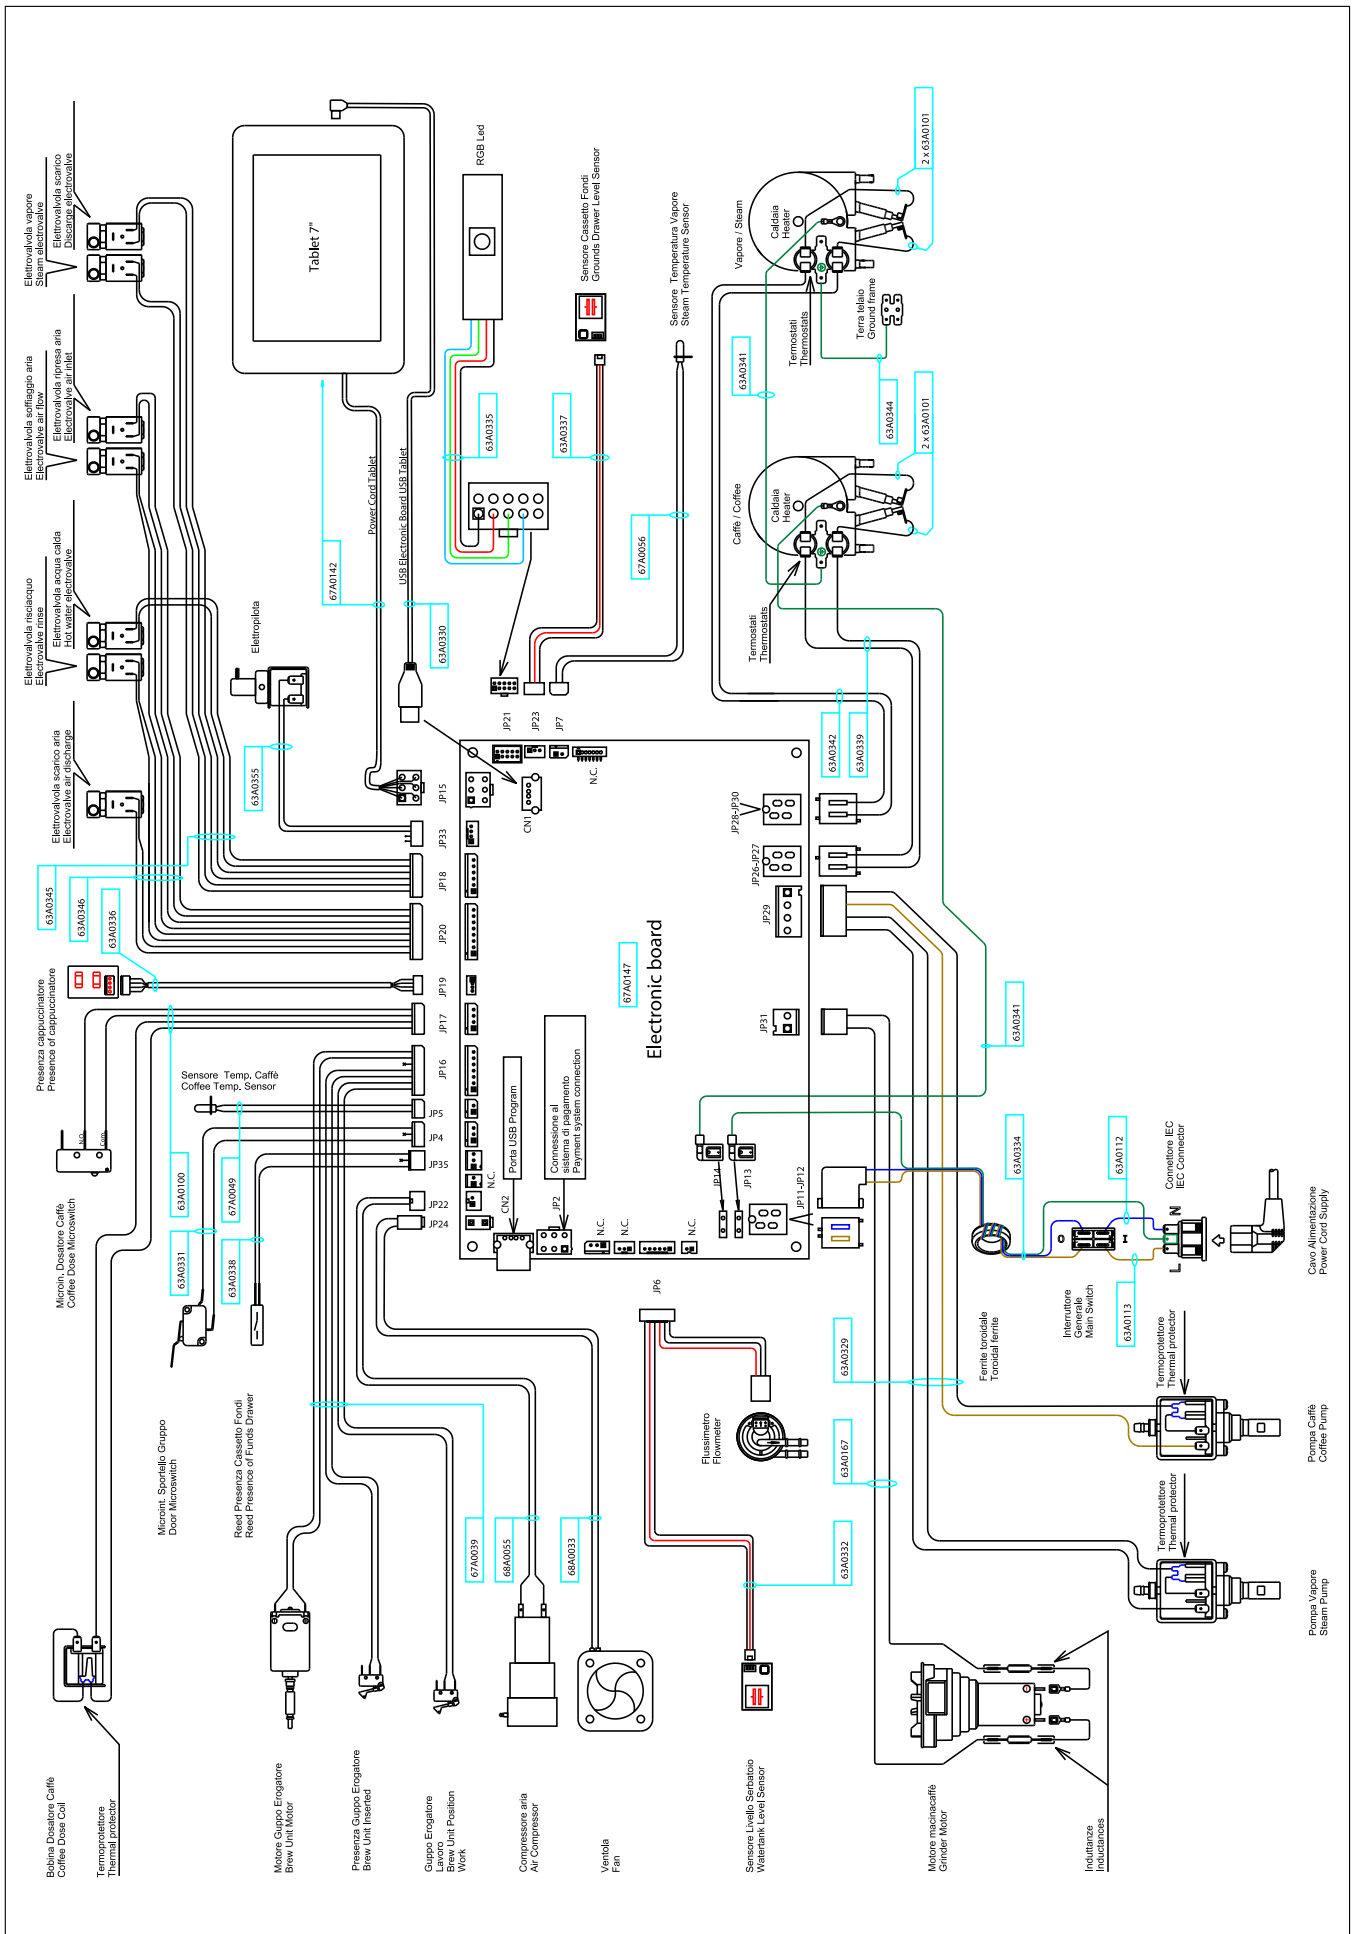 Elettrovalvola vapore
Steam electrovalve
Elettrovalvola scarico
Discarge electrovalve
Elettrovalvola soffiaggio aria
Electrovalve air flow
Elettrovalvola ripresa aria
Electrovalve air inlet
Elettrovalvola risciacquo
Electrovalve rinse
Elettrovalvola acqua calda
Hot water electrovalve
Elettrovalvola scarico aria
Electrovalve air discharge
63A0345
63A0346
63A0336
Presenza cappuccinatore
Presence of cappuccinatore
N.O.
Com.
Microin. Dosatore Caffè
Coffee Dose Microswitch
63A0100
67A0049
63A0331
63A0338
Sensore Temp. Caffè
Coffee Temp. Sensor
Microint. Sportello Gruppo
Door Microswitch
Reed Presenza Cassetto Fondi
Reed Presence of Funds Drawer
Bobina Dosatore Caffè
Coffee Dose Coil
Termoprotettore
Thermal protector
Motore Guppo Erogatore
Brew Unit Motor
Presenza Guppo Erogatore
Brew Unit Inserted
Guppo Erogatore
Lavoro
Brew Unit Position
Work
Compressore aria
Air Compressor
Ventola
Fan
67A0039
68A0055
68A0033
Tablet 7"
RGB Led
Sensore Cassetto Fondi
Grounds Drawer Level Sensor
Sensore Temperatura Vapore
Steam Temperature Sensor
Elettropilota
63A0355
67A0142
Power Cord Tablet
USB Electronic Board USB Tablet
63A0330
63A0335
63A0337
67A0056
JP21
JP23
JP7
N.C.
CN1
JP15
JP33
JP18
JP20
JP19
JP17
JP16
JP5
JP4
JP35
N.C.
JP22
JP24
CN2
Porta USB Program
JP2
Connessione al
sistema di pagamento
Payment system connection
N.C.
N.C.
N.C.
JP6
Electronic board
67A0147
JP28-JP30
JP26-JP27
JP29
JP31
JP14
JP13
JP11-JP12
Vapore / Steam
Caldaia
Heater
2 x 63A0101
Termostati
Thermostats
Terra telaio
Ground frame
63A0341
63A0344
Caffè / Coffee
Caldaia
Heater
2 x 63A0101
Termostati
Thermostats
63A0342
63A0339
63A0341
63A0334
63A0112
63A0113
Connettore IEC
IEC Connector
N
L
O
I
Interruttore
Generale
Main Switch
Ferrite toroidale
Toroidal ferrite
Cavo Alimentazione
Power Cord Supply
63A0329
63A0167
63A0332
Flussimetro
Flowmeter
Termoprotettore
Thermal protector
Pompa Caffè
Coffee Pump
Termoprotettore
Thermal protector
Pompa Vapore
Steam Pump
Sensore Livello Serbatoio
Watertank Level Sensor
Motore macinacaffè
Grinder Motor
Induttanze
Inductances